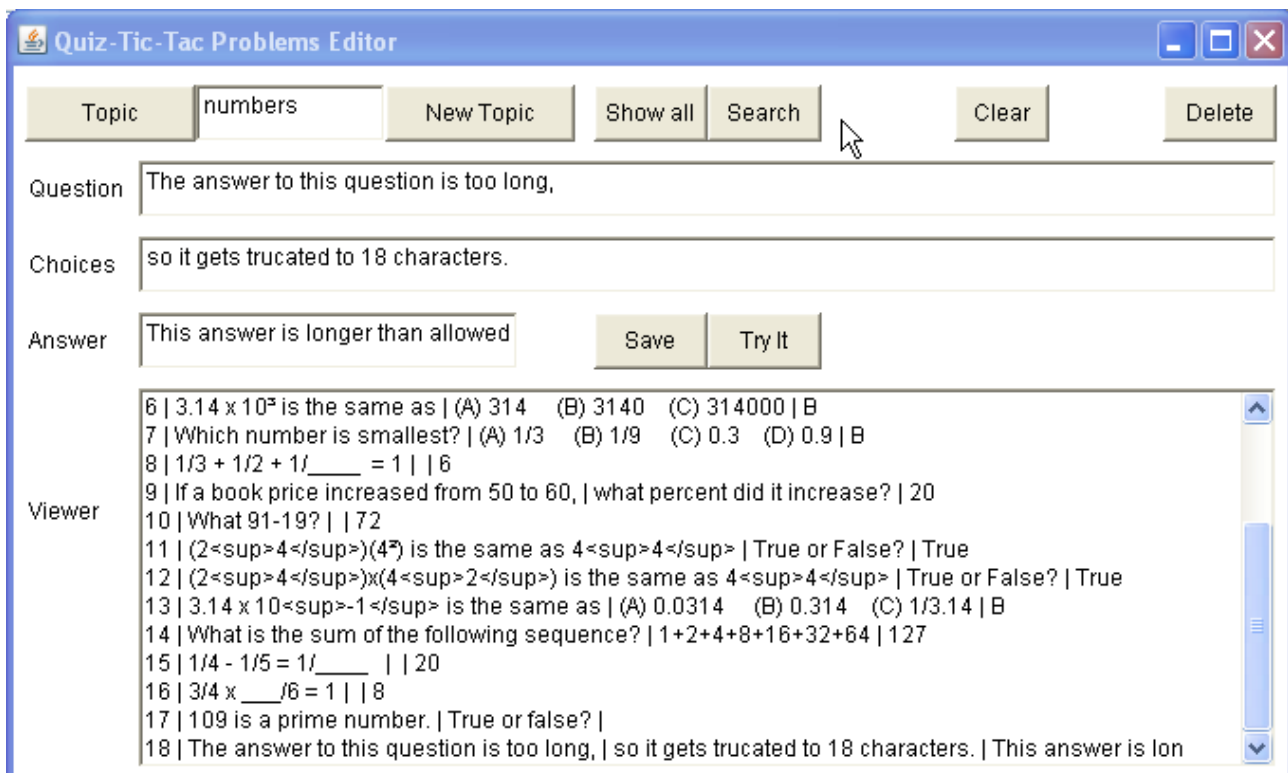 Quiz-Tic-Tac Problems Editor
Topic numbers New Topic Show all Search Clear Delete
Question The answer to this question is too long,
Choices so it gets trucated to 18 characters.
Answer This answer is longer than allowed Save Try It
Viewer
6 | 3.14 x 10³ is the same as | (A) 314 (B) 3140 (C) 314000 | B
7 | Which number is smallest? | (A) 1/3 (B) 1/9 (C) 0.3 (D) 0.9 | B
8 | 1/3 + 1/2 + 1/____ = 1 | | 6
9 | If a book price increased from 50 to 60, | what percent did it increase? | 20
10 | What 91-19? | | 72
11 | (2<sup>4</sup>)(4²) is the same as 4<sup>4</sup> | True or False? | True
12 | (2<sup>4</sup>)x(4<sup>2</sup>) is the same as 4<sup>4</sup> | True or False? | True
13 | 3.14 x 10<sup>-1</sup> is the same as | (A) 0.0314 (B) 0.314 (C) 1/3.14 | B
14 | What is the sum of the following sequence? | 1+2+4+8+16+32+64 | 127
15 | 1/4 - 1/5 = 1/____ | | 20
16 | 3/4 x ___/6 = 1 | | 8
17 | 109 is a prime number. | True or false? |
18 | The answer to this question is too long, | so it gets trucated to 18 characters. | This answer is lon